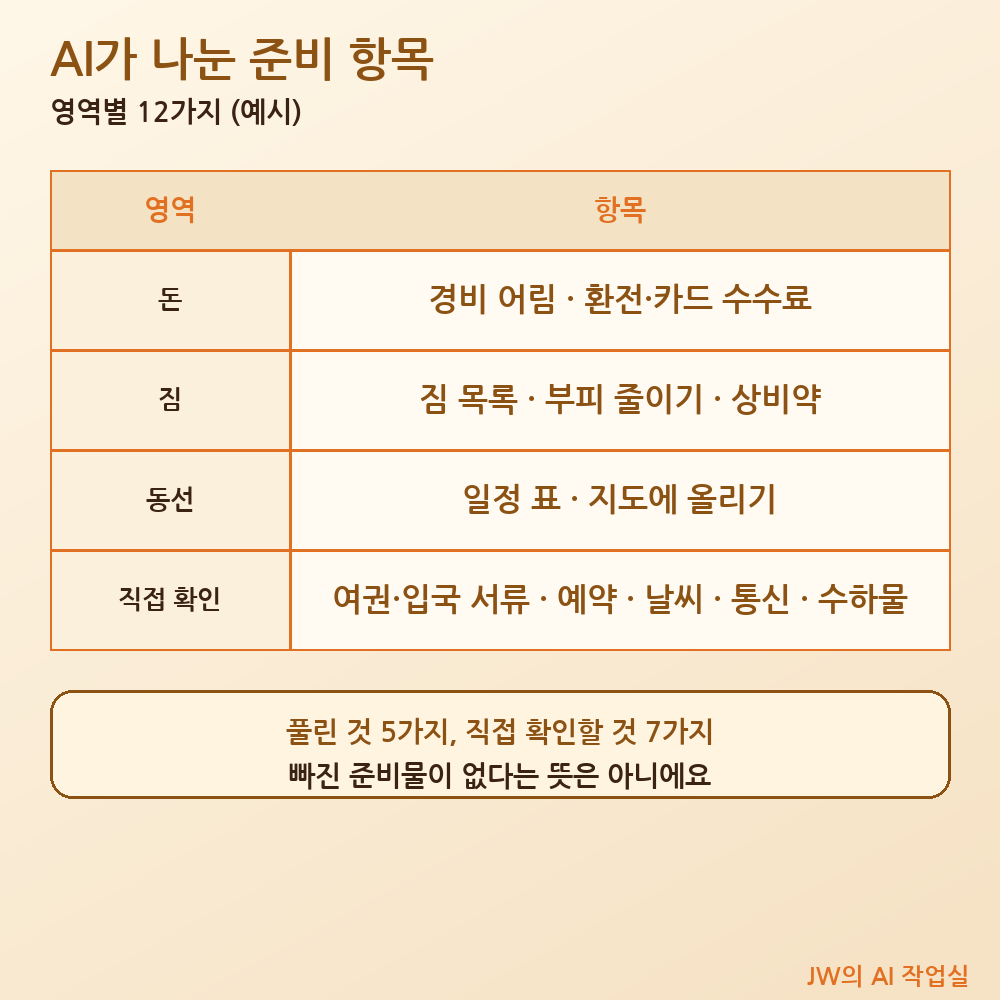 AI가 나눈 준비 항목
영역별 12가지 (예시)
영역 항목
돈 경비 어림 · 환전·카드 수수료
짐 짐 목록 · 부피 줄이기 · 상비약
동선 일정 표 · 지도에 올리기
직접 확인 여권·입국 서류 · 예약 · 날씨 · 통신 · 수하물
풀린 것 5가지, 직접 확인할 것 7가지
빠진 준비물이 없다는 뜻은 아니에요
JW의 AI 작업실